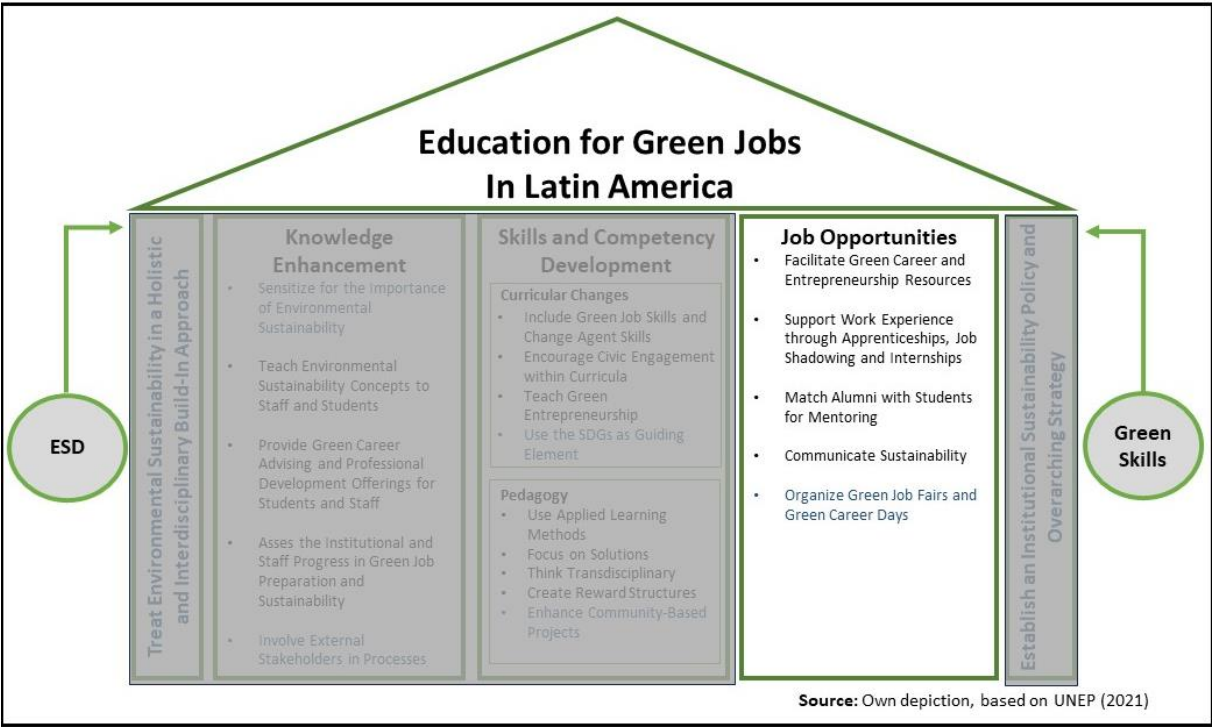 Education for Green Jobs
In Latin America
ESD
Treat Environmental Sustainability in a Holistic
and Interdisciplinary Build-In Approach
Knowledge
Enhancement
• Sensitize for the Importance
of Environmental
Sustainability
• Teach Environmental
Sustainability Concepts to
Staff and Students
• Provide Green Career
Advising and Professional
Development Offerings for
Students and Staff
• Asses the Institutional and
Staff Progress in Green Job
Preparation and
Sustainability
• Involve External
Stakeholders in Processes
Skills and Competency
Development
Curricular Changes
• Include Green Job Skills and
Change Agent Skills
• Encourage Civic Engagement
within Curricula
• Teach Green
Entrepreneurship
• Use the SDGs as Guiding
Element
Pedagogy
• Use Applied Learning
Methods
• Focus on Solutions
• Think Transdisciplinary
• Create Reward Structures
• Enhance Community-Based
Projects
Job Opportunities
• Facilitate Green Career and
Entrepreneurship Resources
• Support Work Experience
through Apprenticeships, Job
Shadowing and Internships
• Match Alumni with Students
for Mentoring
• Communicate Sustainability
• Organize Green Job Fairs and
Green Career Days
Establish an Institutional Sustainability Policy and
Overarching Strategy
Green
Skills
Source: Own depiction, based on UNEP (2021)